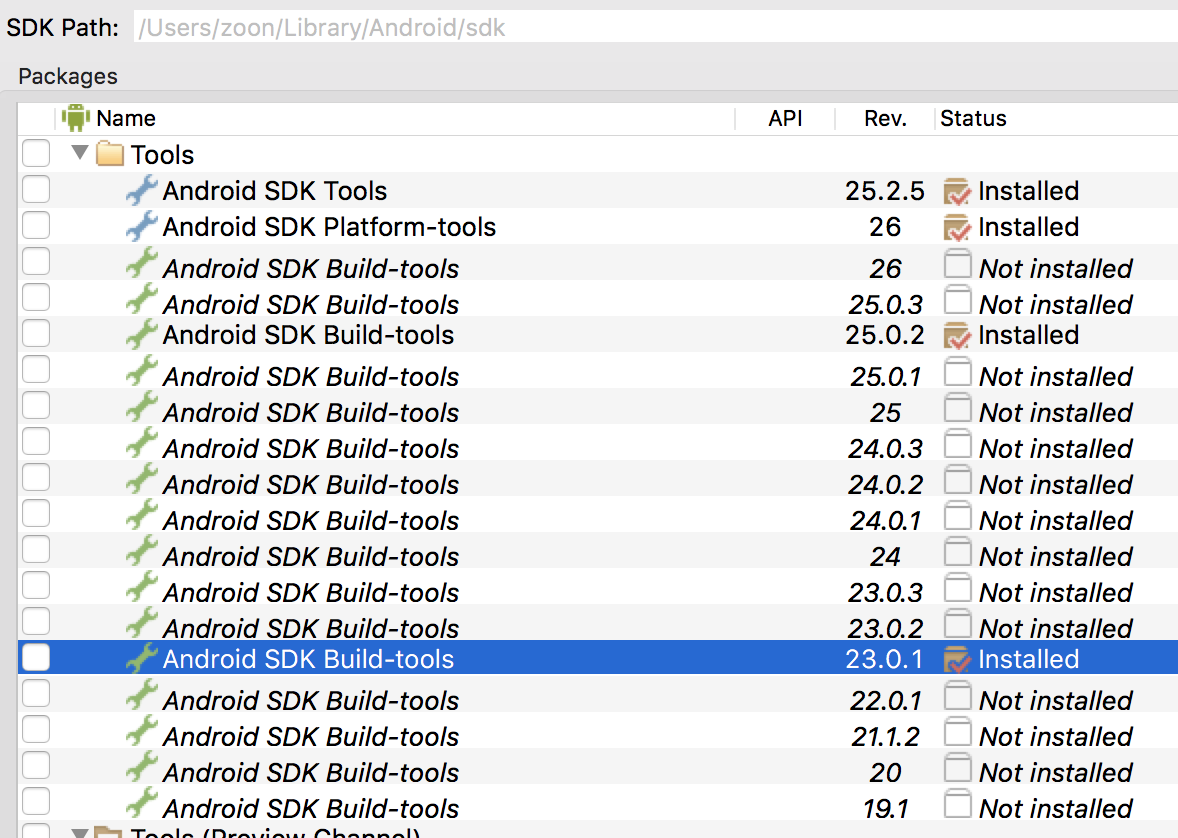 SDK Path: /Users/zoon/Library/Android/sdk
Packages
Name API Rev. Status
Tools
Android SDK Tools 25.2.5 Installed
Android SDK Platform-tools 26 Installed
Android SDK Build-tools 26 Not installed
Android SDK Build-tools 25.0.3 Not installed
Android SDK Build-tools 25.0.2 Installed
Android SDK Build-tools 25.0.1 Not installed
Android SDK Build-tools 25 Not installed
Android SDK Build-tools 24.0.3 Not installed
Android SDK Build-tools 24.0.2 Not installed
Android SDK Build-tools 24.0.1 Not installed
Android SDK Build-tools 24 Not installed
Android SDK Build-tools 23.0.3 Not installed
Android SDK Build-tools 23.0.2 Not installed
Android SDK Build-tools 23.0.1 Installed
Android SDK Build-tools 22.0.1 Not installed
Android SDK Build-tools 21.1.2 Not installed
Android SDK Build-tools 20 Not installed
Android SDK Build-tools 19.1 Not installed
Tools (Preview Channel)